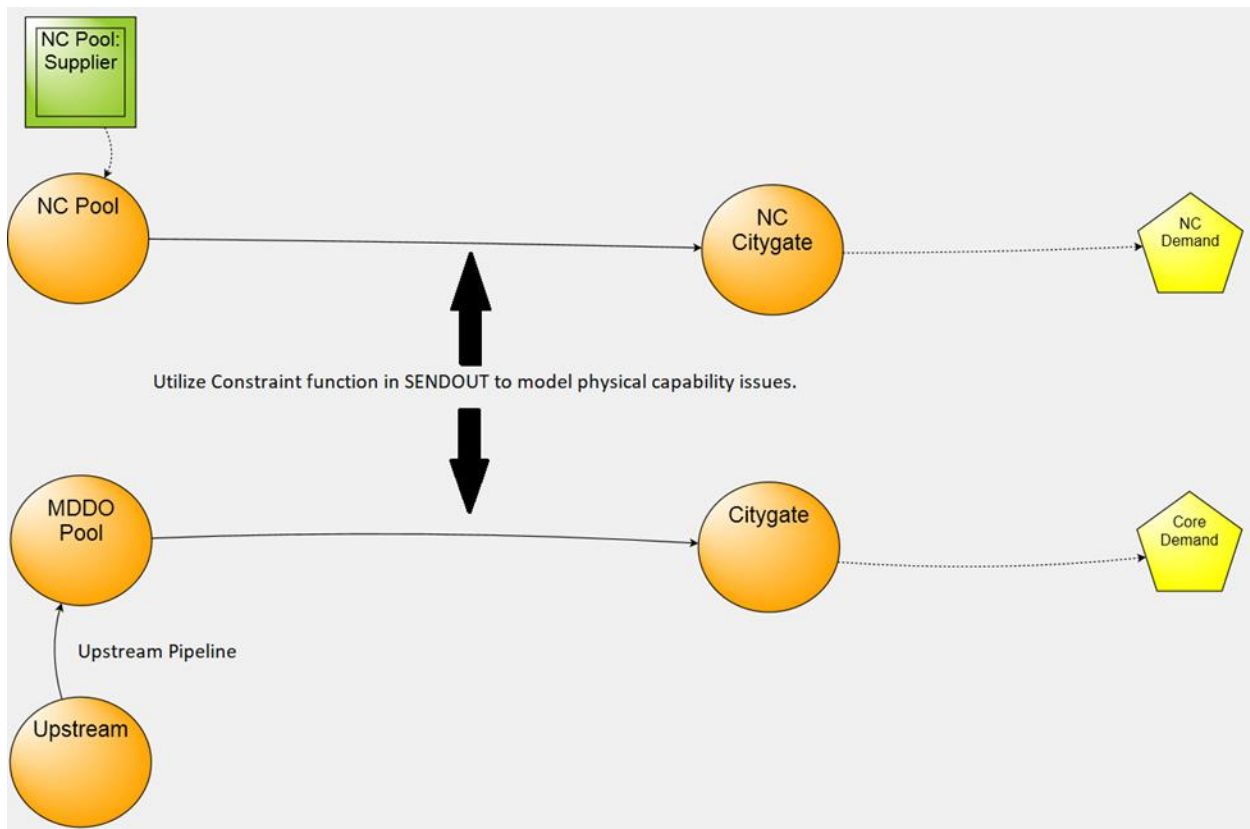 NC Pool:
Supplier
NC Pool
NC
Citygate
NC
Demand
Utilize Constraint function in SENDOUT to model physical capability issues.
MDDO
Pool
Citygate
Core
Demand
Upstream Pipeline
Upstream